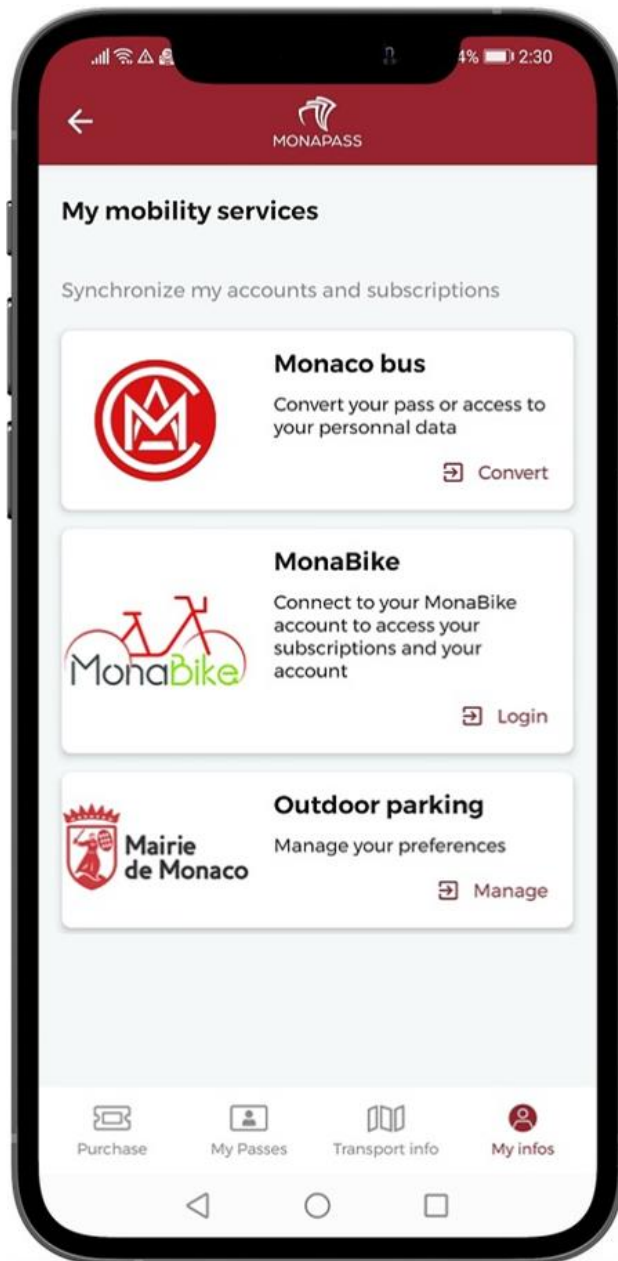 4% 2:30
MONAPASS
My mobility services
Synchronize my accounts and subscriptions
Monaco bus
Convert your pass or access to
your personnal data
Convert
MonaBike
MonaBike
Connect to your MonaBike
account to access your
subscriptions and your
account
Login
Mairie
de Monaco
Outdoor parking
Manage your preferences
Manage
Purchase
My Passes
Transport info
My infos